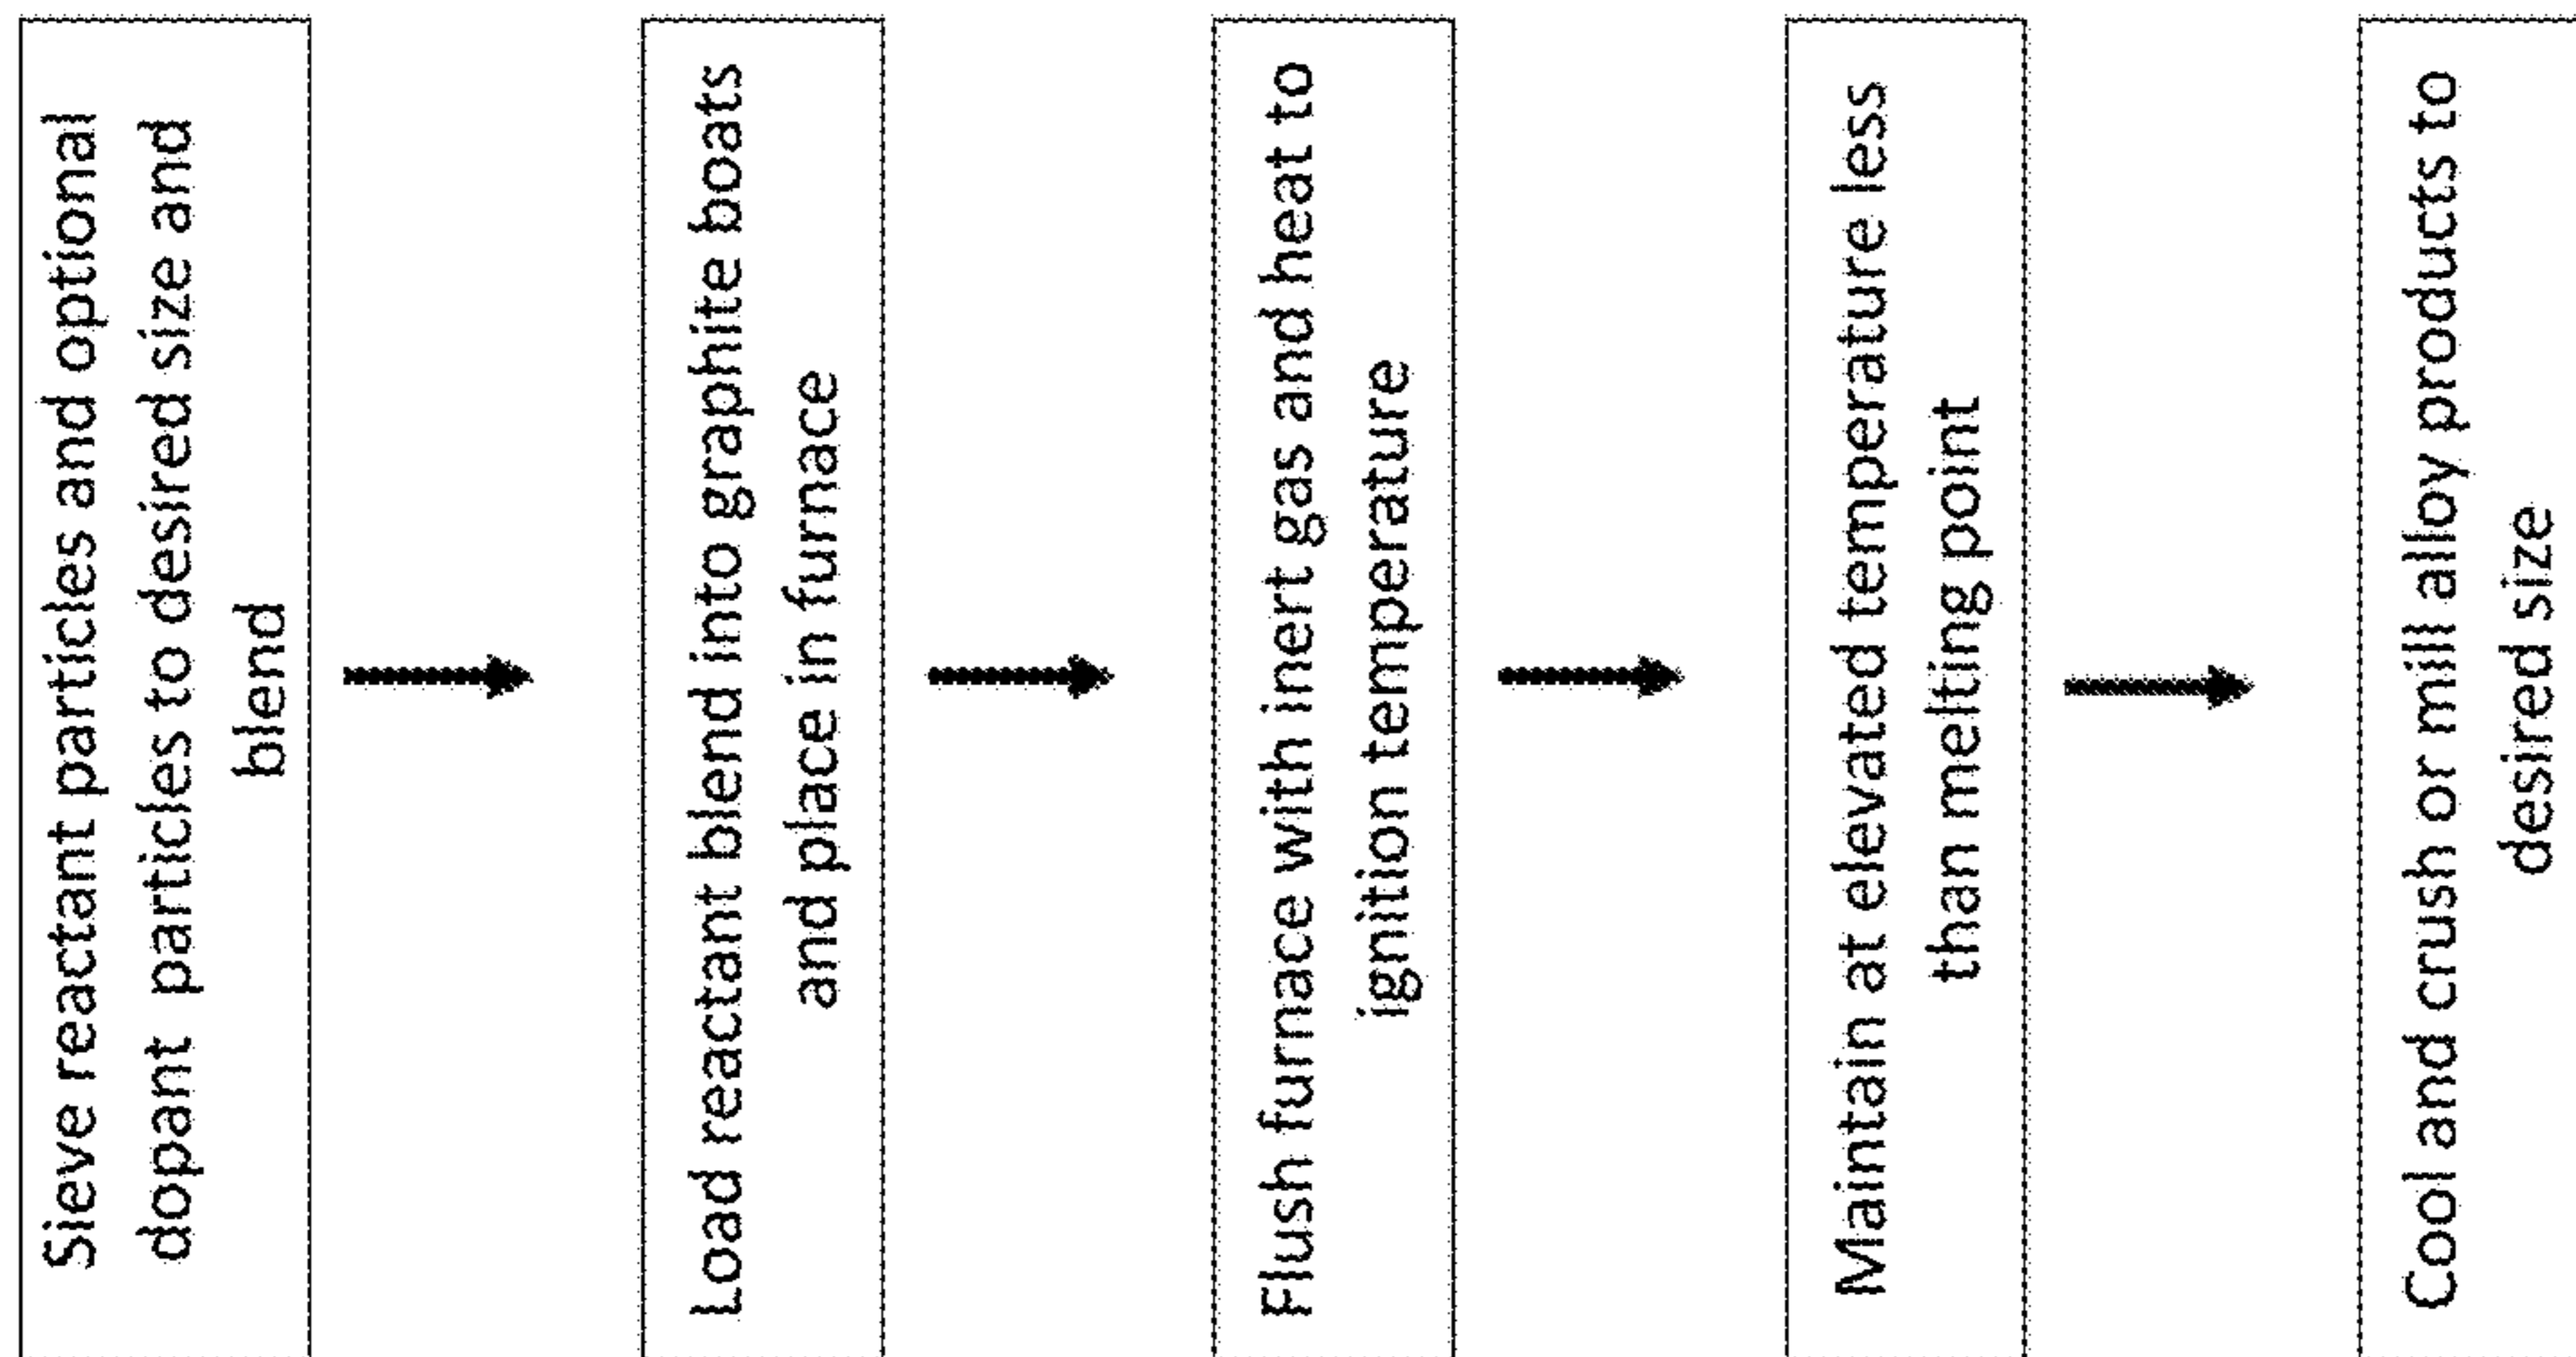 Sieve reactant particles and optional
dopant particles to desired size and
blend
Load reactant blend into graphite boats
and place in furnace
Flush furnace with inert gas and heat to
ignition temperature
Maintain at elevated temperature less
than melting point
Cool and crush or mill alloy products to
desired size